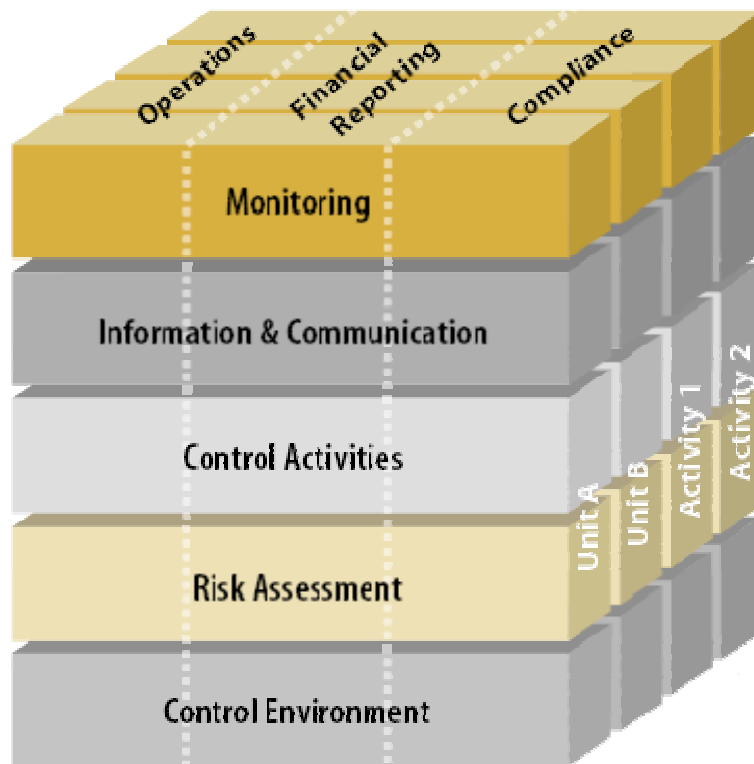 Operations
Financial
Reporting
Compliance
Monitoring
Information & Communication
Control Activities
Risk Assessment
Control Environment
Unit A
Unit B
Activity 1
Activity 2